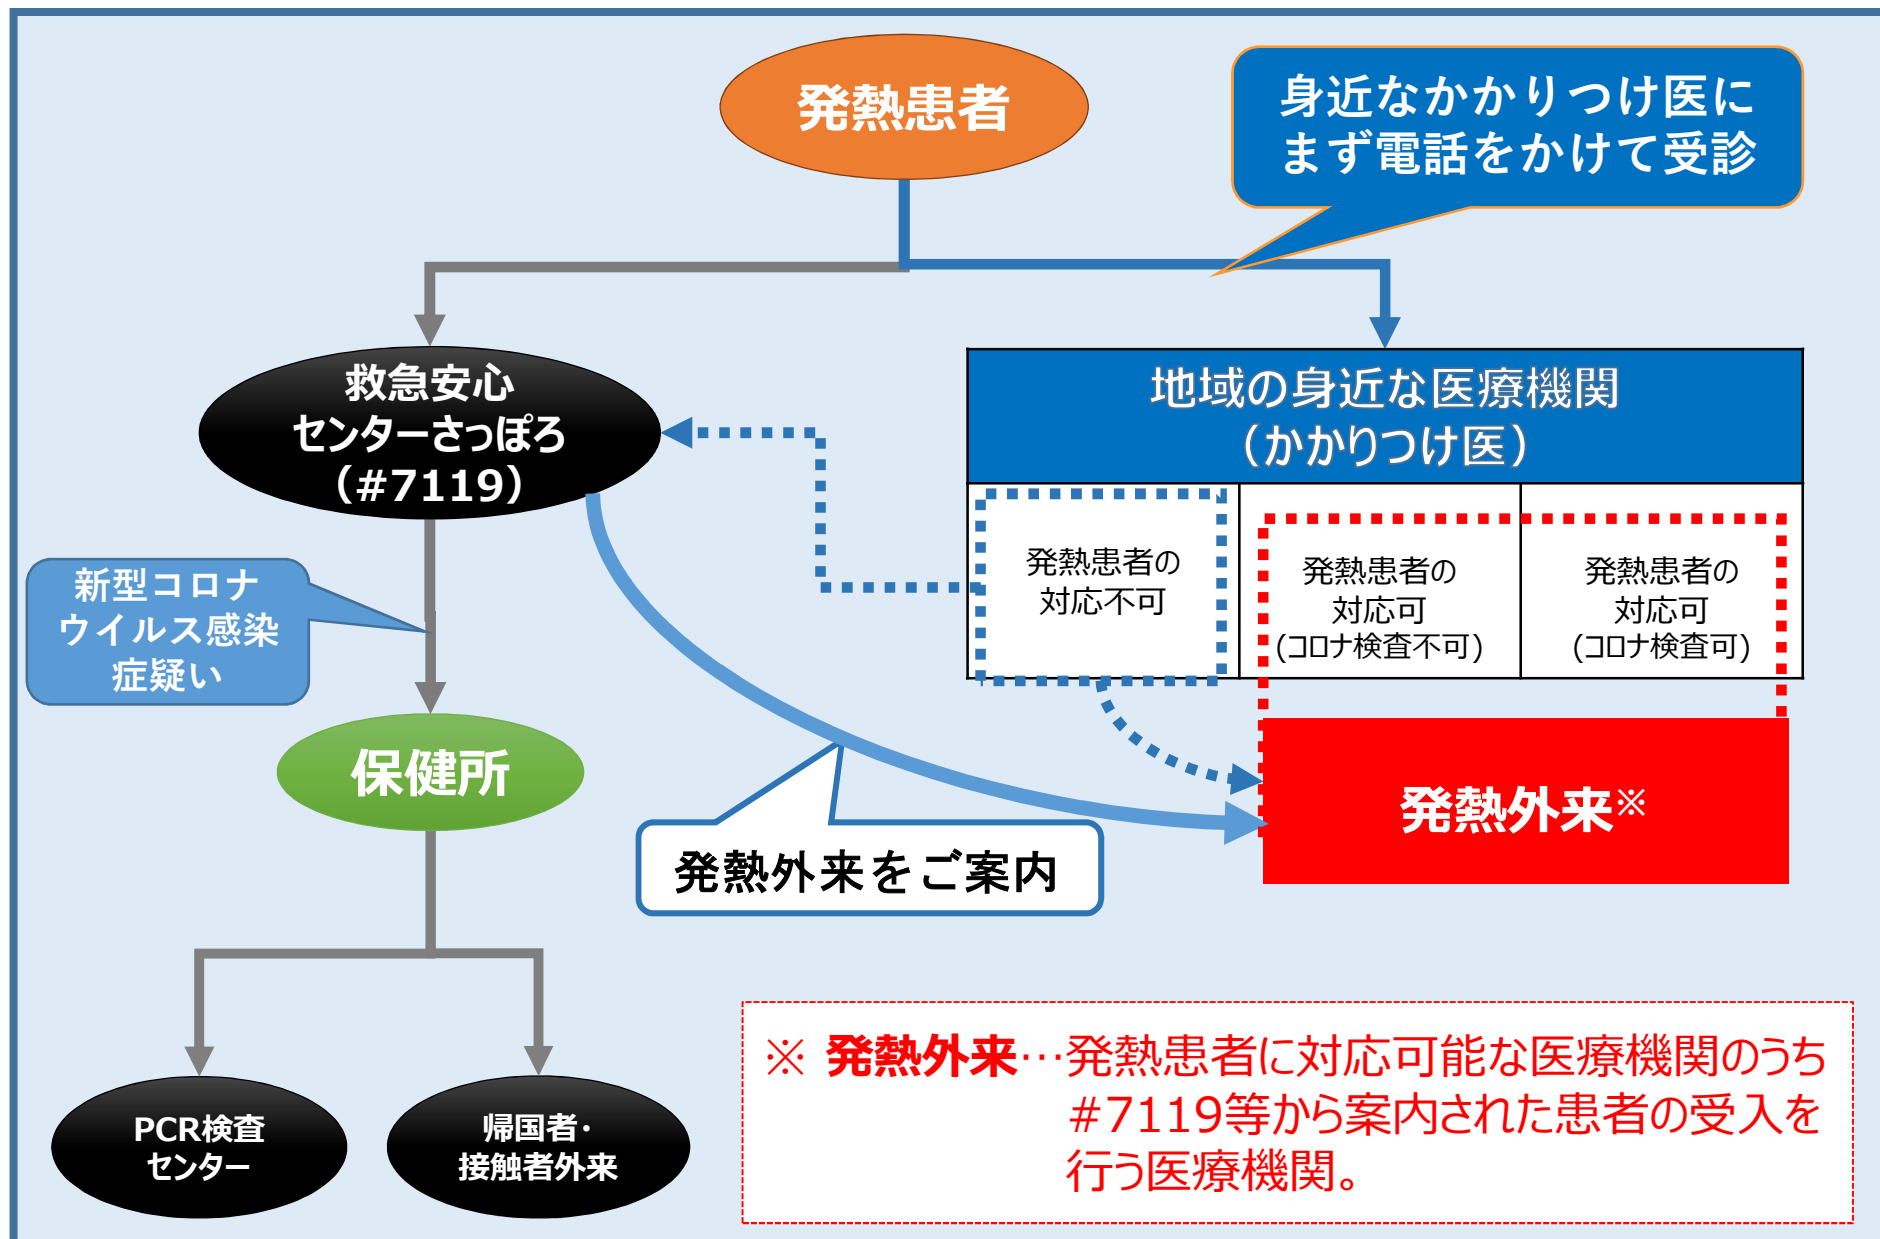 発熱患者
身近なかかりつけ医に
まず電話をかけて受診
救急安心
センターさっぽろ
（#7119）
地域の身近な医療機関
（かかりつけ医）
発熱患者の
対応不可
発熱患者の
対応可
(コロナ検査不可)
発熱患者の
対応可
(コロナ検査可)
新型コロナ
ウイルス感染
症疑い
保健所
発熱外来※
発熱外来をご案内
PCR検査
センター
帰国者・
接触者外来
※ 発熱外来…発熱患者に対応可能な医療機関のうち
#7119等から案内された患者の受入を
行う医療機関。